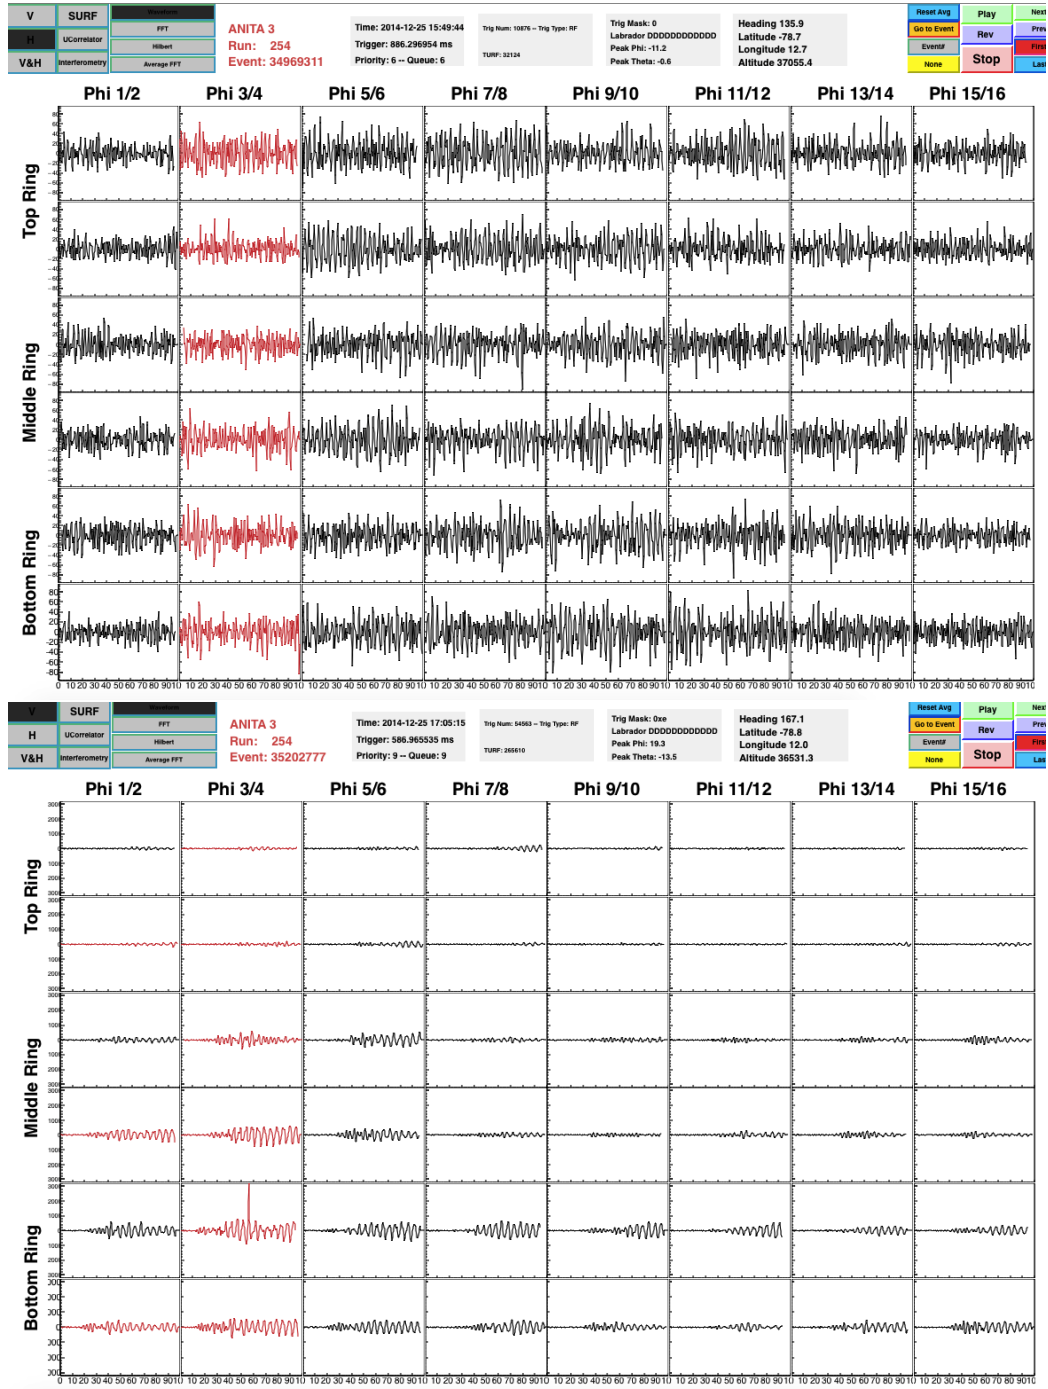 V SURF Waveform
H UCorrelator FFT
Hilbert
V&H Interferometry Average FFT
ANITA 3
Run: 254
Event: 34969311
Time: 2014-12-25 15:49:44
Trigger: 886.296954 ms
Priority: 6 -- Queue: 6
Trig Num: 10876 -- Trig Type: RF
TURF: 32124
Trig Mask: 0
Labrador DDDDDDDDDDDD
Peak Phi: -11.2
Peak Theta: -0.6
Heading 135.9
Latitude -78.7
Longitude 12.7
Altitude 37055.4
Reset Avg Play Next
Go to Event Rev Prev
Event# Stop First
None Last
Phi 1/2 Phi 3/4 Phi 5/6 Phi 7/8 Phi 9/10 Phi 11/12 Phi 13/14 Phi 15/16
Top Ring
Middle Ring
Bottom Ring
V SURF Waveform
H UCorrelator FFT
Hilbert
V&H Interferometry Average FFT
ANITA 3
Run: 254
Event: 35202777
Time: 2014-12-25 17:05:15
Trigger: 586.965535 ms
Priority: 9 -- Queue: 9
Trig Num: 54563 -- Trig Type: RF
TURF: 265610
Trig Mask: 0xe
Labrador DDDDDDDDDDDD
Peak Phi: 19.3
Peak Theta: -13.5
Heading 167.1
Latitude -78.8
Longitude 12.0
Altitude 36531.3
Reset Avg Play Next
Go to Event Rev Prev
Event# Stop First
None Last
Phi 1/2 Phi 3/4 Phi 5/6 Phi 7/8 Phi 9/10 Phi 11/12 Phi 13/14 Phi 15/16
Top Ring
Middle Ring
Bottom Ring